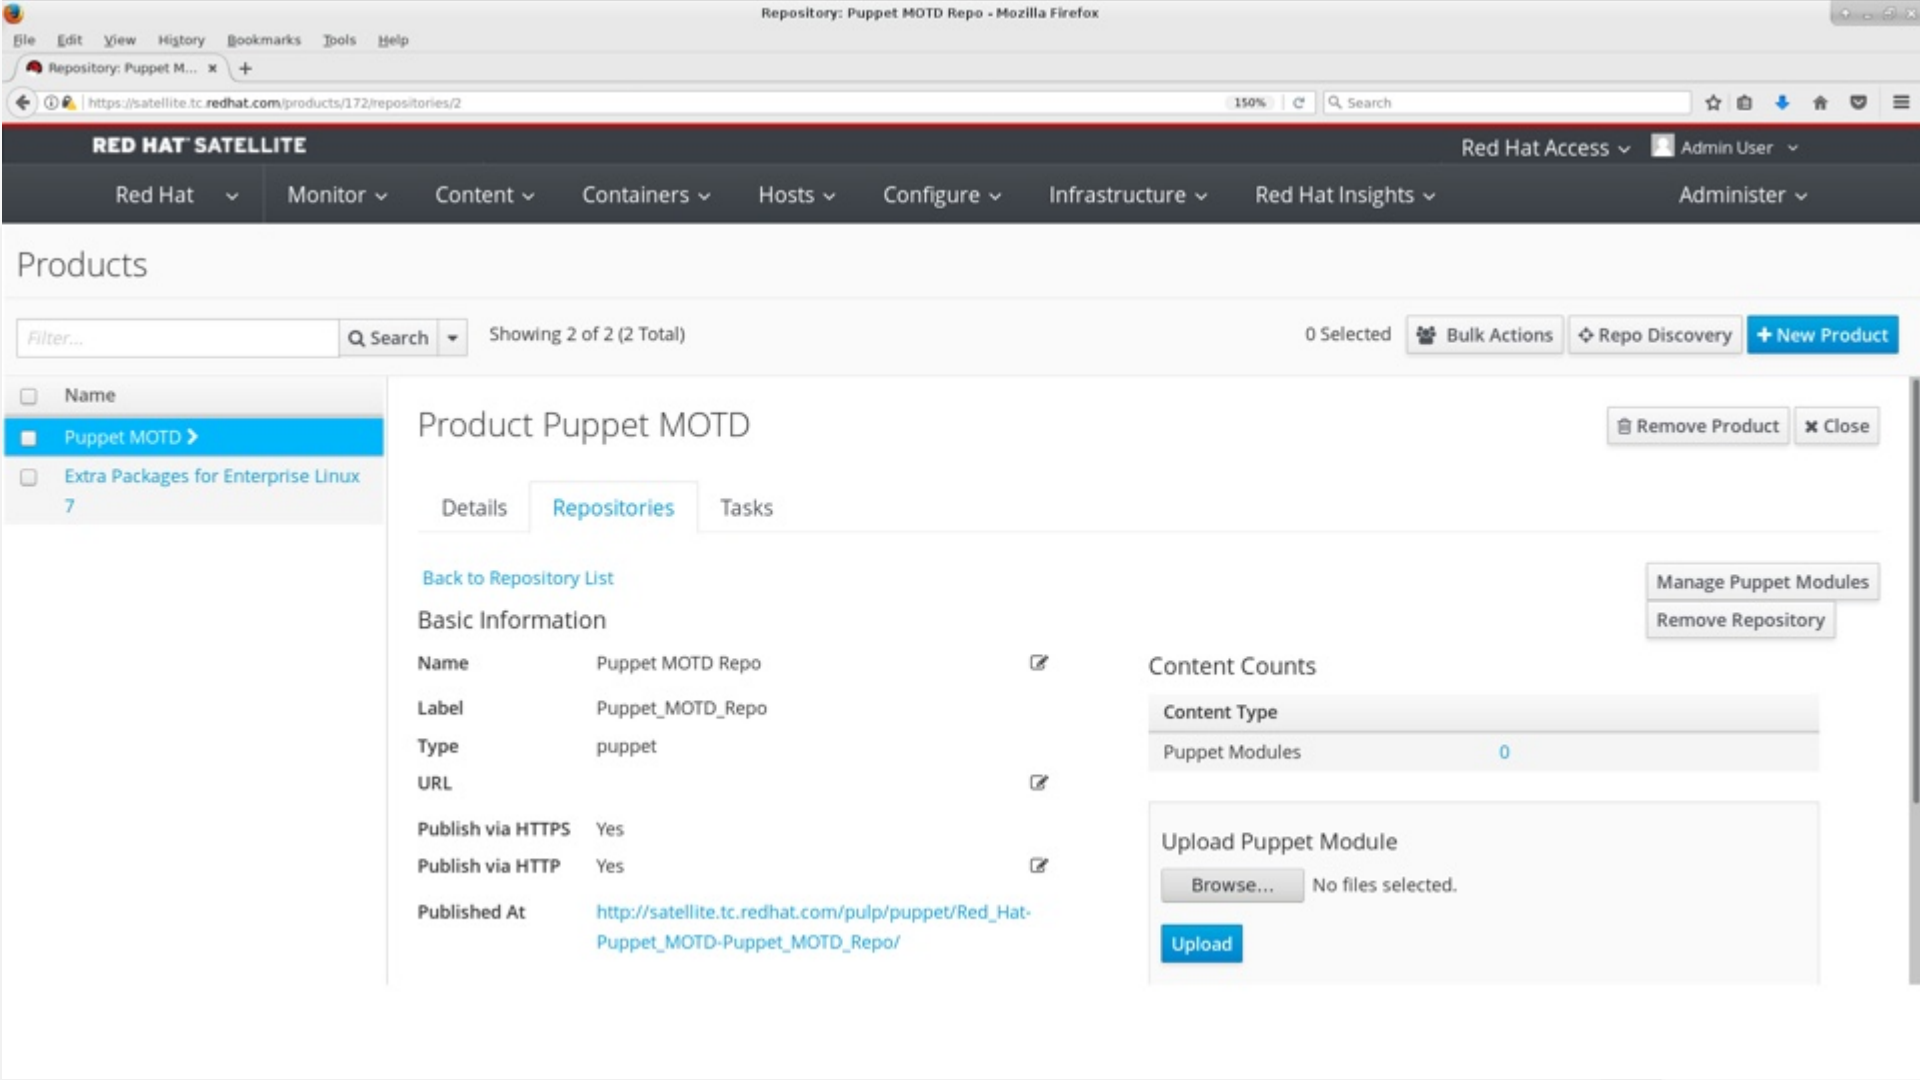 Repository: Puppet MOTD Repo - Mozilla Firefox
File Edit View History Bookmarks Tools Help
Repository: Puppet M...
https://satellite.tc.redhat.com/products/172/repositories/2 150% Search
RED HAT SATELLITE Red Hat Access Admin User
Red Hat Monitor Content Containers Hosts Configure Infrastructure Red Hat Insights Administer
Products
Filter... Search Showing 2 of 2 (2 Total) 0 Selected Bulk Actions Repo Discovery + New Product
Name
Puppet MOTD
Extra Packages for Enterprise Linux
7
Product Puppet MOTD
Remove Product Close
Details Repositories Tasks
Back to Repository List
Manage Puppet Modules
Remove Repository
Basic Information
Name Puppet MOTD Repo
Label Puppet_MOTD_Repo
Type puppet
URL
Publish via HTTPS Yes
Publish via HTTP Yes
Published At http://satellite.tc.redhat.com/pulp/puppet/Red_Hat-
Puppet_MOTD-Puppet_MOTD_Repo/
Content Counts
Content Type
Puppet Modules 0
Upload Puppet Module
Browse... No files selected.
Upload